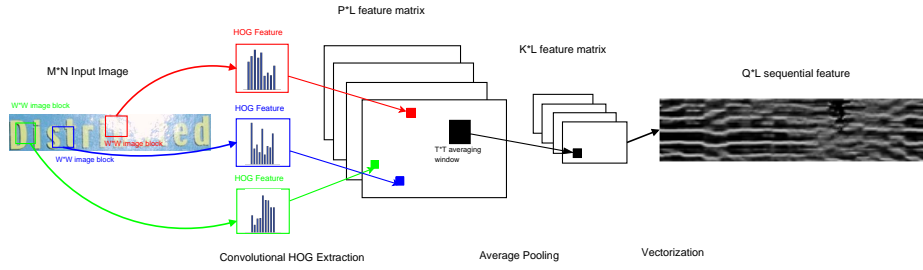 P*L feature matrix
HOG Feature
K*L feature matrix
M*N Input Image
Q*L sequential feature
W*W image block
HOG Feature
Distributed
W*W image block
W*W image block
T*T averaging
window
HOG Feature
Convolutional HOG Extraction
Average Pooling
Vectorization